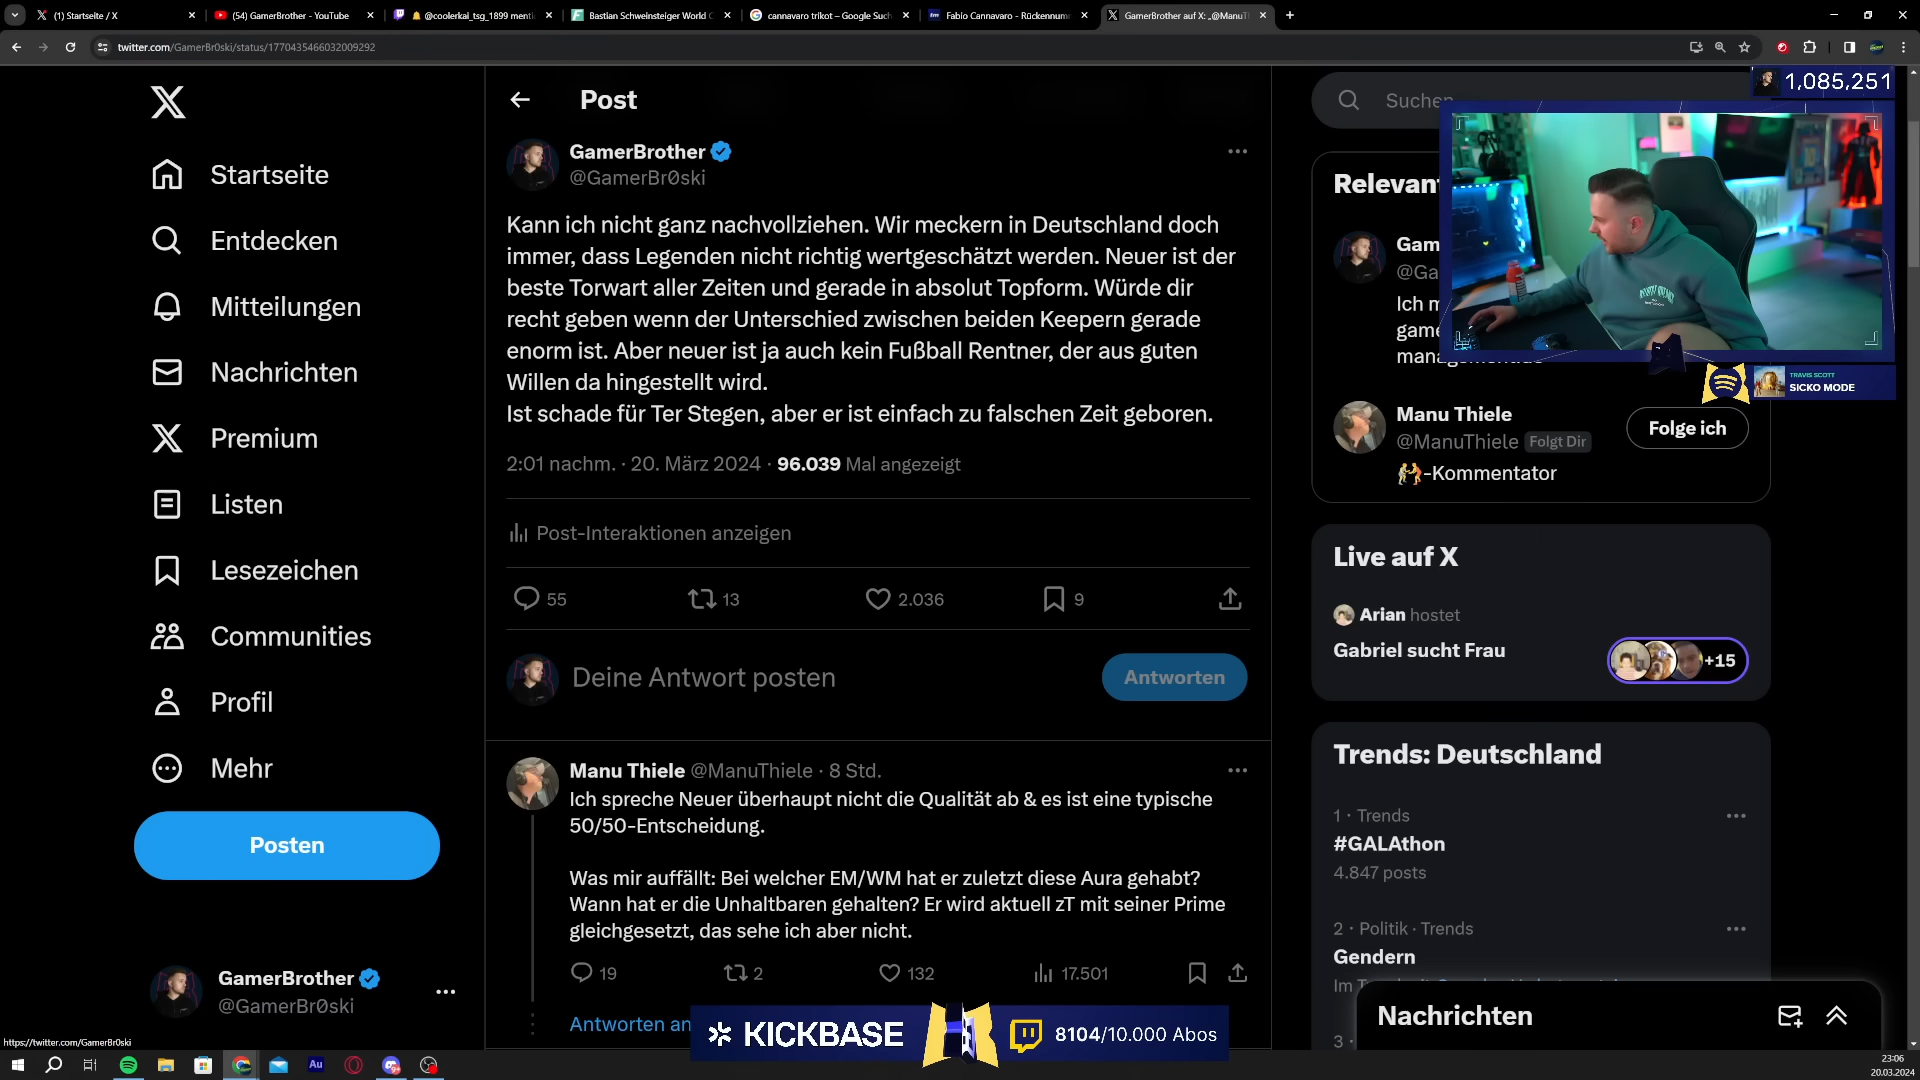 (1) Startseite / X
(54) GamerBrother - YouTube
@coolerkai_tsg_1899 menti
Bastian Schweinsteiger World C
cannavaro trikot – Google Such
Fabio Cannavaro - Rückennumm
GamerBrother auf X: „@ManuT
twitter.com/GamerBr0ski/status/1770435466032009292
Startseite
Entdecken
Mitteilungen
Nachrichten
Premium
Listen
Lesezeichen
Communities
Profil
Mehr
Posten
GamerBrother
@GamerBr0ski
https://twitter.com/GamerBr0ski
Post
GamerBrother
@GamerBr0ski
Kann ich nicht ganz nachvollziehen. Wir meckern in Deutschland doch
immer, dass Legenden nicht richtig wertgeschätzt werden. Neuer ist der
beste Torwart aller Zeiten und gerade in absolut Topform. Würde dir
recht geben wenn der Unterschied zwischen beiden Keepern gerade
enorm ist. Aber neuer ist ja auch kein Fußball Rentner, der aus guten
Willen da hingestellt wird.
Ist schade für Ter Stegen, aber er ist einfach zu falschen Zeit geboren.
2:01 nachm. · 20. März 2024 · 96.039 Mal angezeigt
Post-Interaktionen anzeigen
55 13 2.036 9
Deine Antwort posten
Antworten
Manu Thiele @ManuThiele · 8 Std.
Ich spreche Neuer überhaupt nicht die Qualität ab & es ist eine typische
50/50-Entscheidung.
Was mir auffällt: Bei welcher EM/WM hat er zuletzt diese Aura gehabt?
Wann hat er die Unhaltbaren gehalten? Er wird aktuell zT mit seiner Prime
gleichgesetzt, das sehe ich aber nicht.
19 2 132 17.501
Antworten an
KICKBASE
8104/10.000 Abos
Suchen
1,085,251
Relevan
Gam
@Ga
Ich m
game
TRAVIS SCOTT
SICKO MODE
Manu Thiele
@ManuThiele Folgt Dir
-Kommentator
Folge ich
Live auf X
Arian hostet
Gabriel sucht Frau
+15
Trends: Deutschland
1 · Trends
#GALAthon
4.847 posts
2 · Politik · Trends
Gendern
Im
3 ·
Nachrichten
Au
23:06
20.03.2024